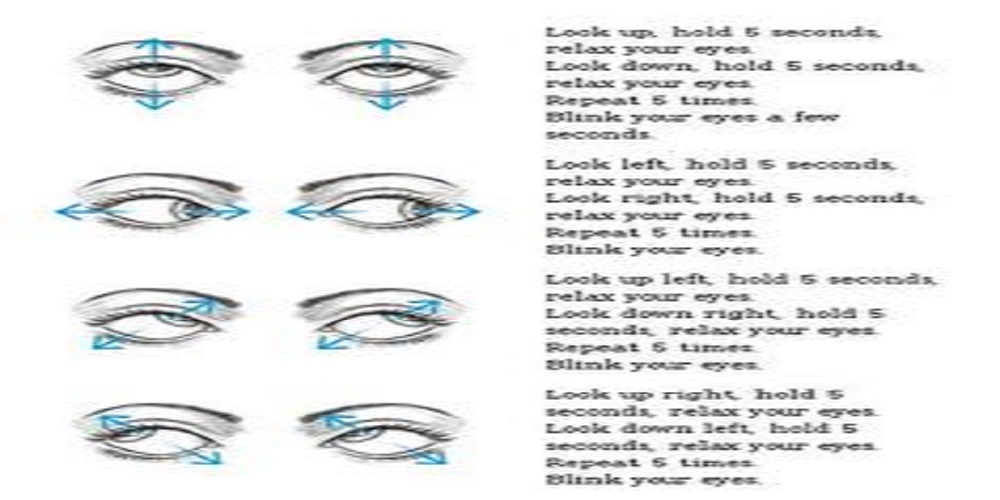 Look up, hold 5 seconds,
relax your eyes.
Look down, hold 5 seconds,
relax your eyes.
Repeat 5 times.
Blink your eyes a few
seconds.
Look left, hold 5 seconds,
relax your eyes.
Look right, hold 5 seconds,
relax your eyes.
Repeat 5 times.
Blink your eyes.
Look up left, hold 5 seconds,
relax your eyes.
Look down right, hold 5
seconds, relax your eyes.
Repeat 5 times.
Blink your eyes.
Look up right, hold 5
seconds, relax your eyes.
Look down left, hold 5
seconds, relax your eyes.
Repeat 5 times.
Blink your eyes.